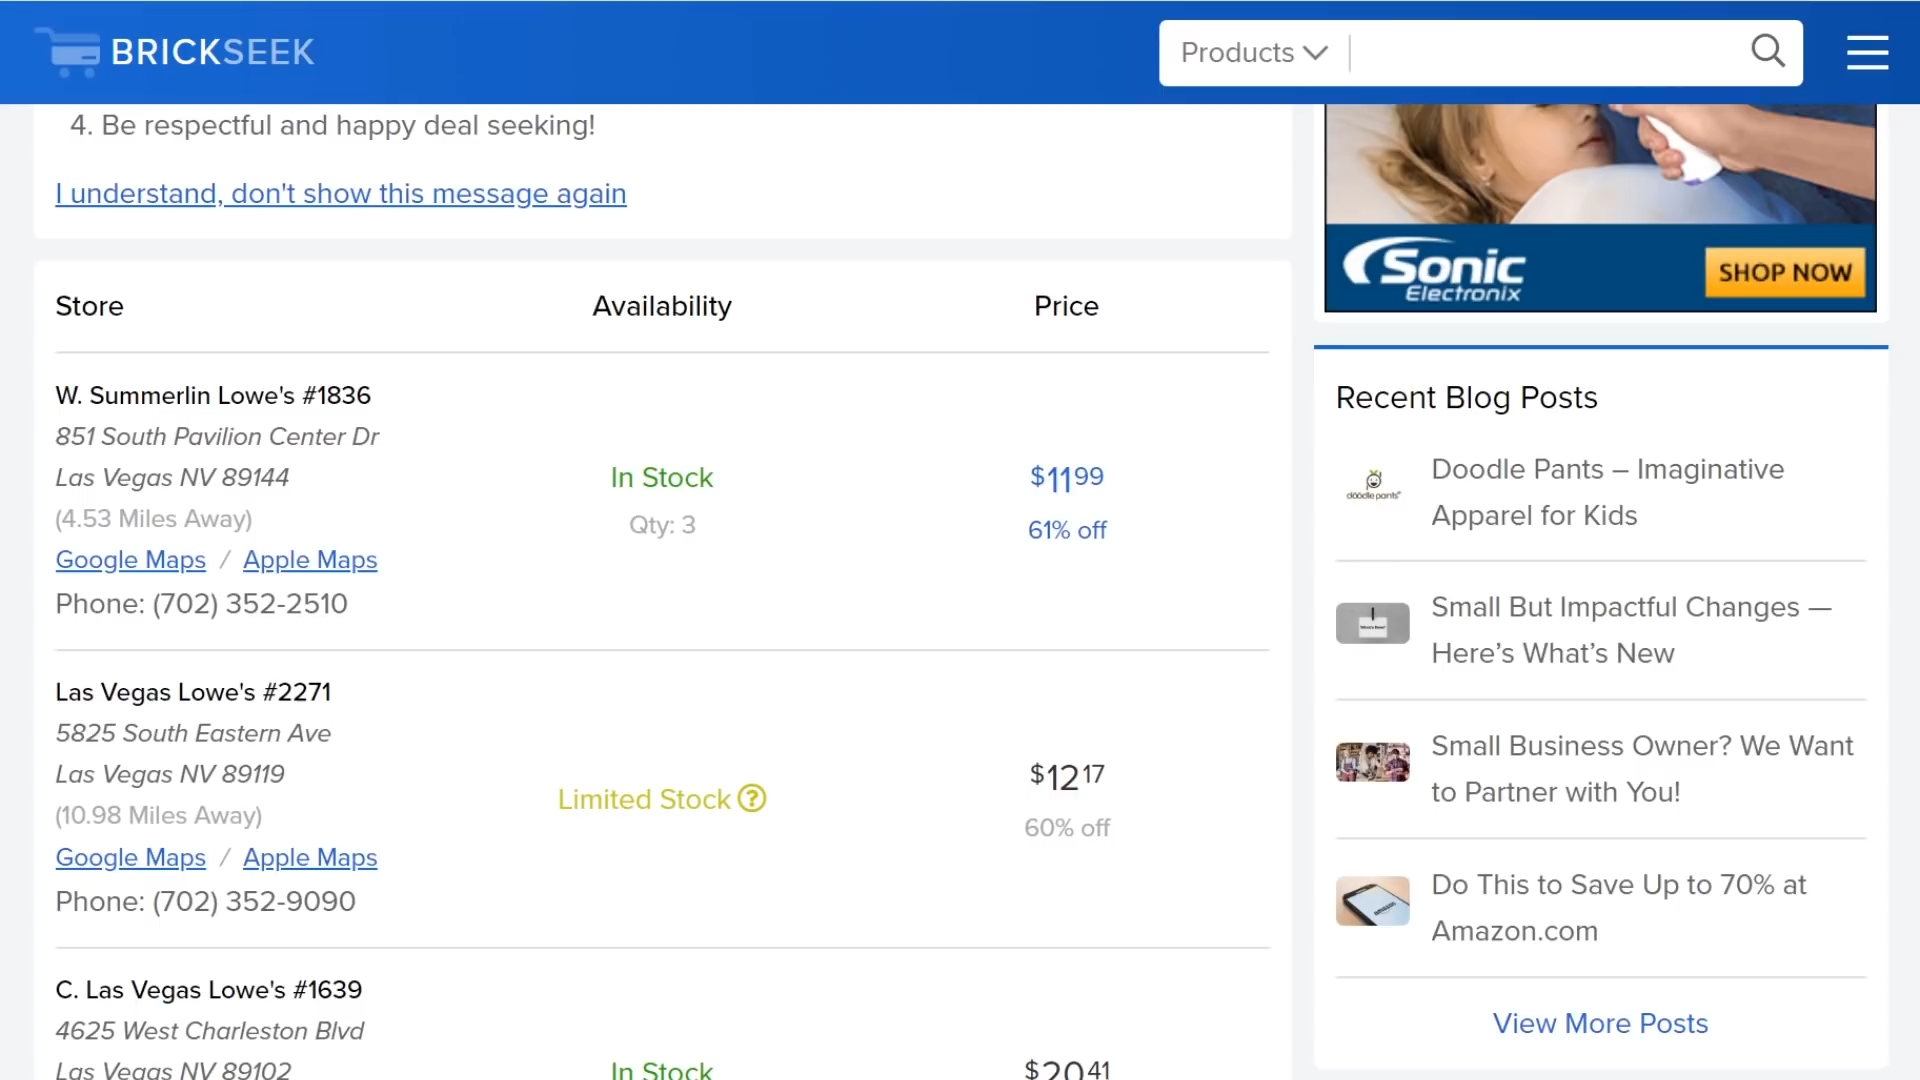 BRICKSEEK
Products
4. Be respectful and happy deal seeking!
I understand, don't show this message again
Store Availability Price
W. Summerlin Lowe's #1836
851 South Pavilion Center Dr
Las Vegas NV 89144
(4.53 Miles Away)
Google Maps / Apple Maps
Phone: (702) 352-2510
In Stock
Qty: 3
$1199
61% off
Las Vegas Lowe's #2271
5825 South Eastern Ave
Las Vegas NV 89119
(10.98 Miles Away)
Google Maps / Apple Maps
Phone: (702) 352-9090
Limited Stock ?
$1217
60% off
C. Las Vegas Lowe's #1639
4625 West Charleston Blvd
Las Vegas NV 89102
In Stock
$2041
Sonic
Electronix
SHOP NOW
Recent Blog Posts
doodle pants
Doodle Pants – Imaginative
Apparel for Kids
Small But Impactful Changes —
Here’s What’s New
Small Business Owner? We Want
to Partner with You!
amazon
Do This to Save Up to 70% at
Amazon.com
View More Posts